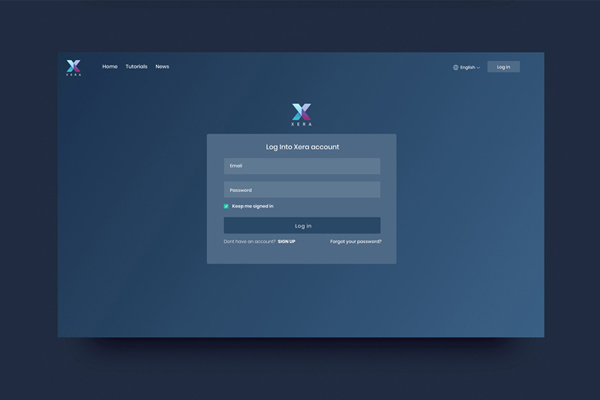 XERA
Home Tutorials News
English
Log in
XERA
Log Into Xera account
Email
Password
Keep me signed in
Log in
Dont have an account? SIGN UP
Forgot your password?